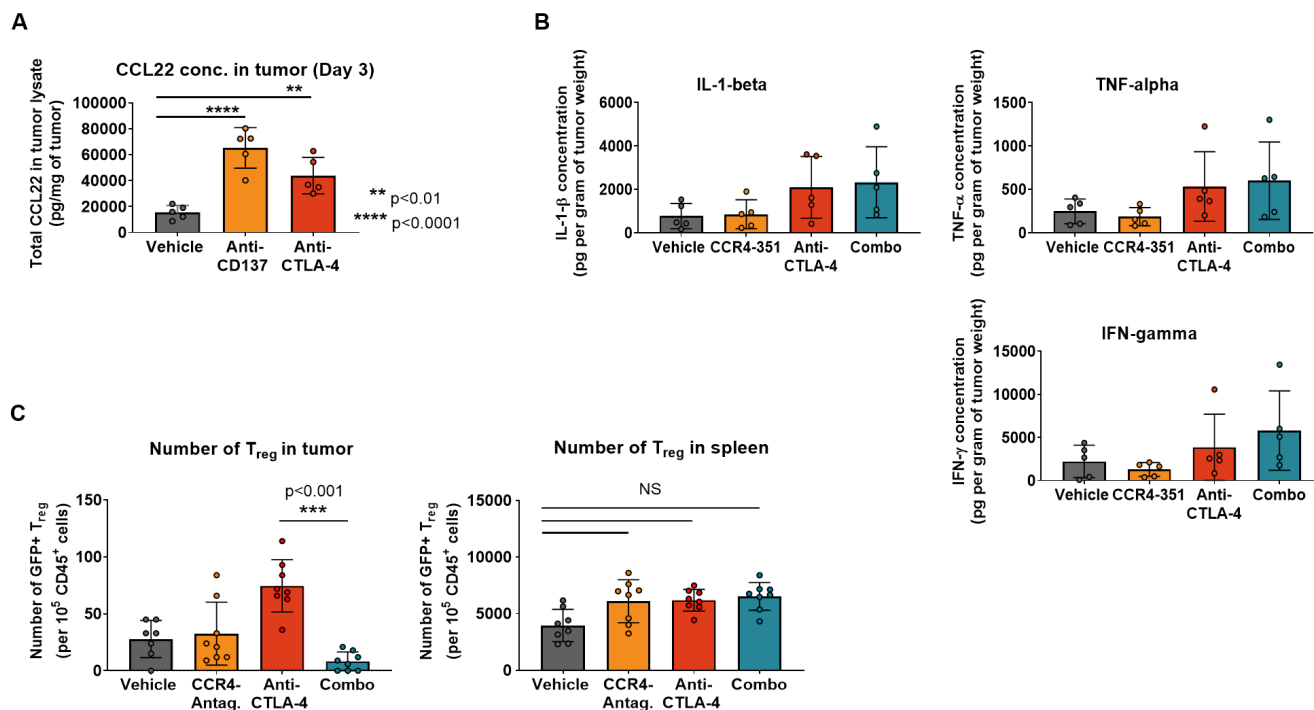 A
CCL22 conc. in tumor (Day 3)
Total CCL22 in tumor lysate
(pg/mg of tumor)
100000
80000
60000
40000
20000
0
**
****
** p<0.01
**** p<0.0001
Vehicle
Anti-
CD137
Anti-
CTLA-4
B
IL-1-beta
IL-1-β concentration
(pg per gram of tumor weight)
6000
4000
2000
0
Vehicle
CCR4-351
Anti-
CTLA-4
Combo
TNF-alpha
TNF-α concentration
(pg per gram of tumor weight)
1500
1000
500
0
Vehicle
CCR4-351
Anti-
CTLA-4
Combo
IFN-gamma
IFN-γ concentration
(pg per gram of tumor weight)
15000
10000
5000
0
Vehicle
CCR4-351
Anti-
CTLA-4
Combo
C
Number of Treg in tumor
Number of GFP+ Treg
(per 10⁵ CD45⁺ cells)
150
100
50
0
p<0.001
***
Vehicle
CCR4-
Antag.
Anti-
CTLA-4
Combo
Number of Treg in spleen
Number of GFP+ Treg
(per 10⁵ CD45⁺ cells)
15000
10000
5000
0
NS
Vehicle
CCR4-
Antag.
Anti-
CTLA-4
Combo